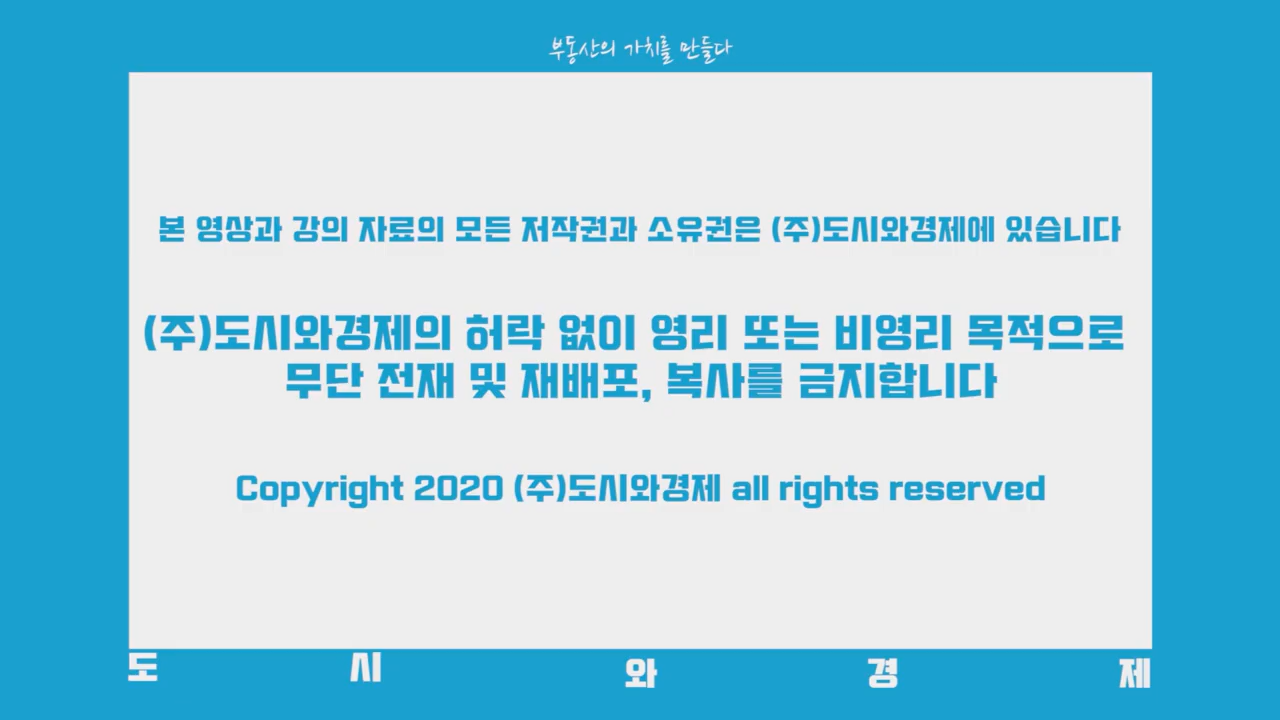 부동산의 가치를 만들다
본 영상과 강의 자료의 모든 저작권과 소유권은 (주)도시와경제에 있습니다
(주)도시와경제의 허락 없이 영리 또는 비영리 목적으로
무단 전재 및 재배포, 복사를 금지합니다
Copyright 2020 (주)도시와경제 all rights reserved
도 시 와 경 제